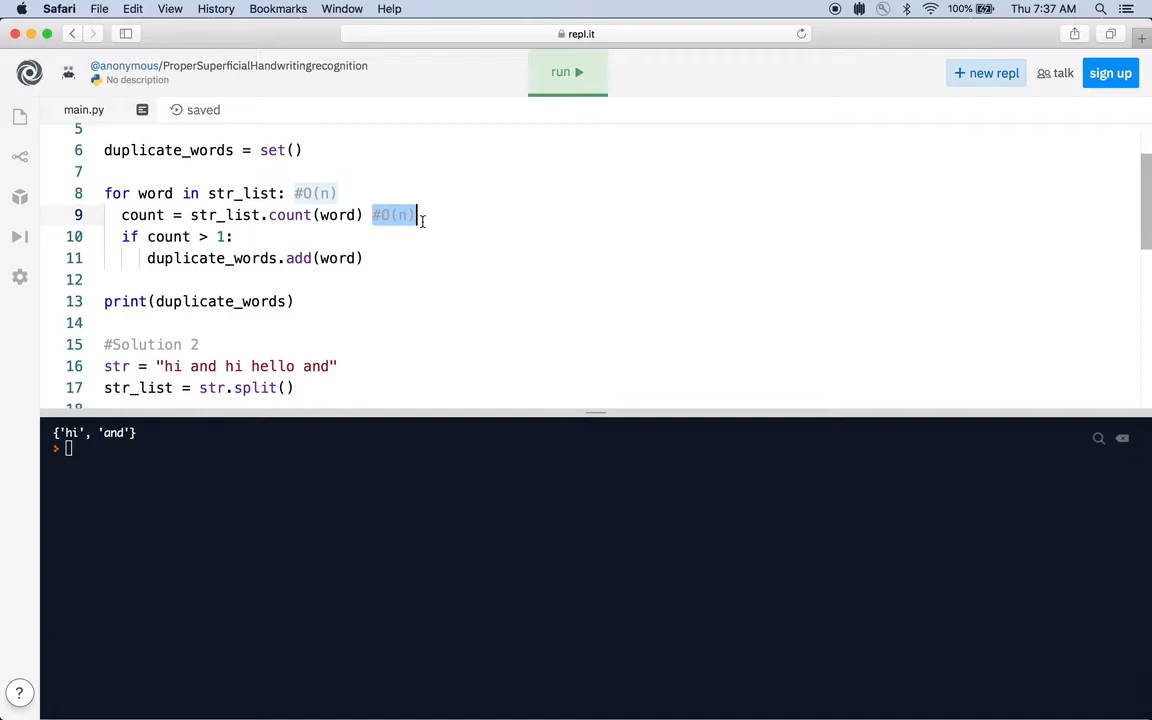 Safari File Edit View History Bookmarks Window Help 100% Thu 7:37 AM
repl.it
@anonymous/ProperSuperficialHandwritingrecognition
No description
run
+ new repl talk sign up
main.py saved
5
6 duplicate_words = set()
7
8 for word in str_list: #O(n)
9 count = str_list.count(word) #O(n)
10 if count > 1:
11 duplicate_words.add(word)
12
13 print(duplicate_words)
14
15 #Solution 2
16 str = "hi and hi hello and"
17 str_list = str.split()
18
{'hi', 'and'}
?